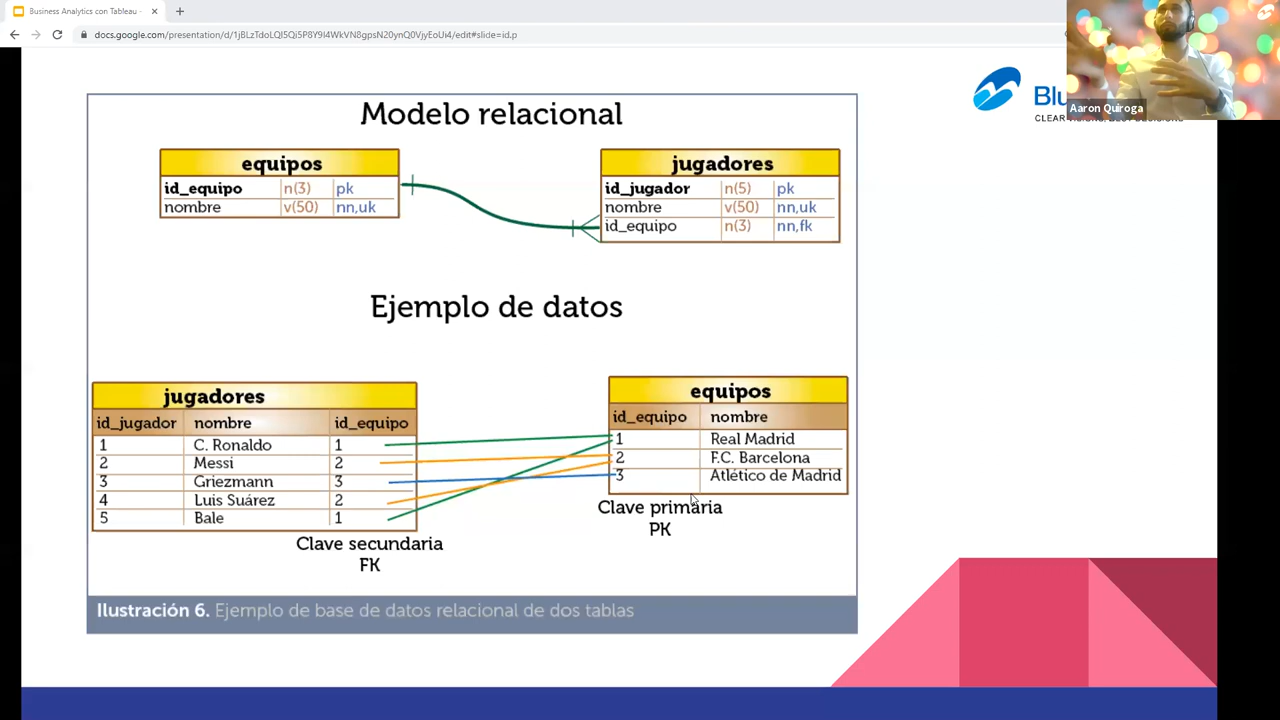 Business Analytics con Tableau -
docs.google.com/presentation/d/1jBLzTdoLQI5Qi5P8Y9I4WkVN8gpsN20ynQ0VjyEoUi4/edit#slide=id.p
Aaron Quiroga
Modelo relacional
equipos
id_equipo n(3) pk
nombre v(50) nn,uk
jugadores
id_jugador n(5) pk
nombre v(50) nn,uk
id_equipo n(3) nn,fk
Ejemplo de datos
jugadores
id_jugador nombre id_equipo
1 C. Ronaldo 1
2 Messi 2
3 Griezmann 3
4 Luis Suárez 2
5 Bale 1
Clave secundaria
FK
equipos
id_equipo nombre
1 Real Madrid
2 F.C. Barcelona
3 Atlético de Madrid
Clave primaria
PK
Ilustración 6. Ejemplo de base de datos relacional de dos tablas